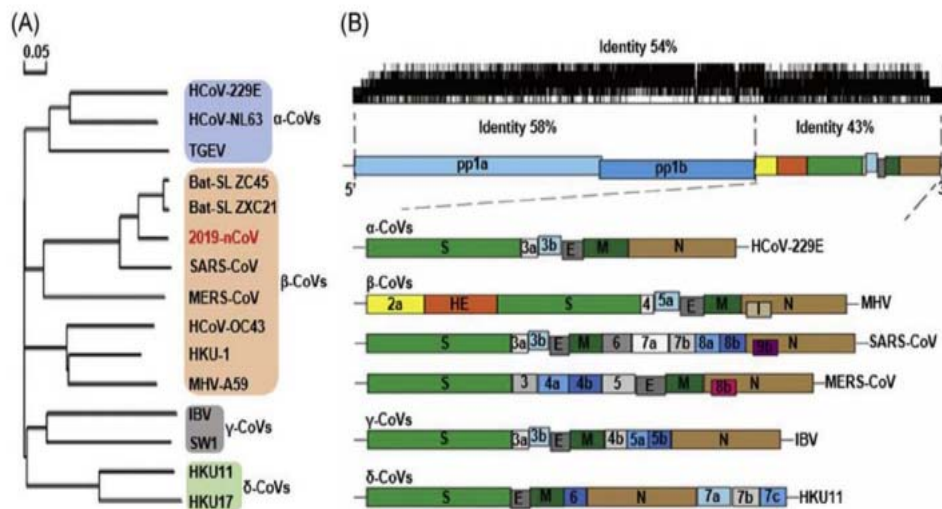 (A)
0.05
HCoV-229E
HCoV-NL63
α-CoVs
TGEV
Bat-SL ZC45
Bat-SL ZXC21
2019-nCoV
SARS-CoV
β-CoVs
MERS-CoV
HCoV-OC43
HKU-1
MHV-A59
IBV
γ-CoVs
SW1
HKU11
δ-CoVs
HKU17
(B)
Identity 54%
Identity 58% Identity 43%
pp1a pp1b
5'
α-CoVs
S 3a 3b E M N HCoV-229E
β-CoVs
2a HE S 4 5a E M I N MHV
S 3a 3b E M 6 7a 7b 8a 8b 9b N SARS-CoV
S 3 4a 4b 5 E M 8b N MERS-CoV
γ-CoVs
S 3a 3b E M 4b 5a 5b N IBV
δ-CoVs
S E M 6 N 7a 7b 7c HKU11